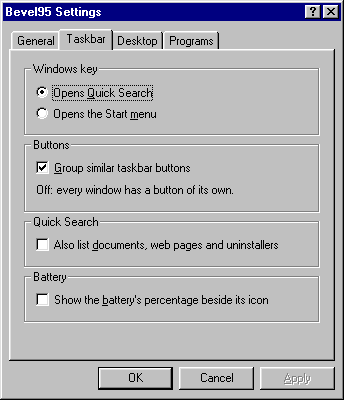 Bevel95 Settings
General Taskbar Desktop Programs
Windows key
Opens Quick Search
Opens the Start menu
Buttons
Group similar taskbar buttons
Off: every window has a button of its own.
Quick Search
Also list documents, web pages and uninstallers
Battery
Show the battery's percentage beside its icon
OK Cancel Apply